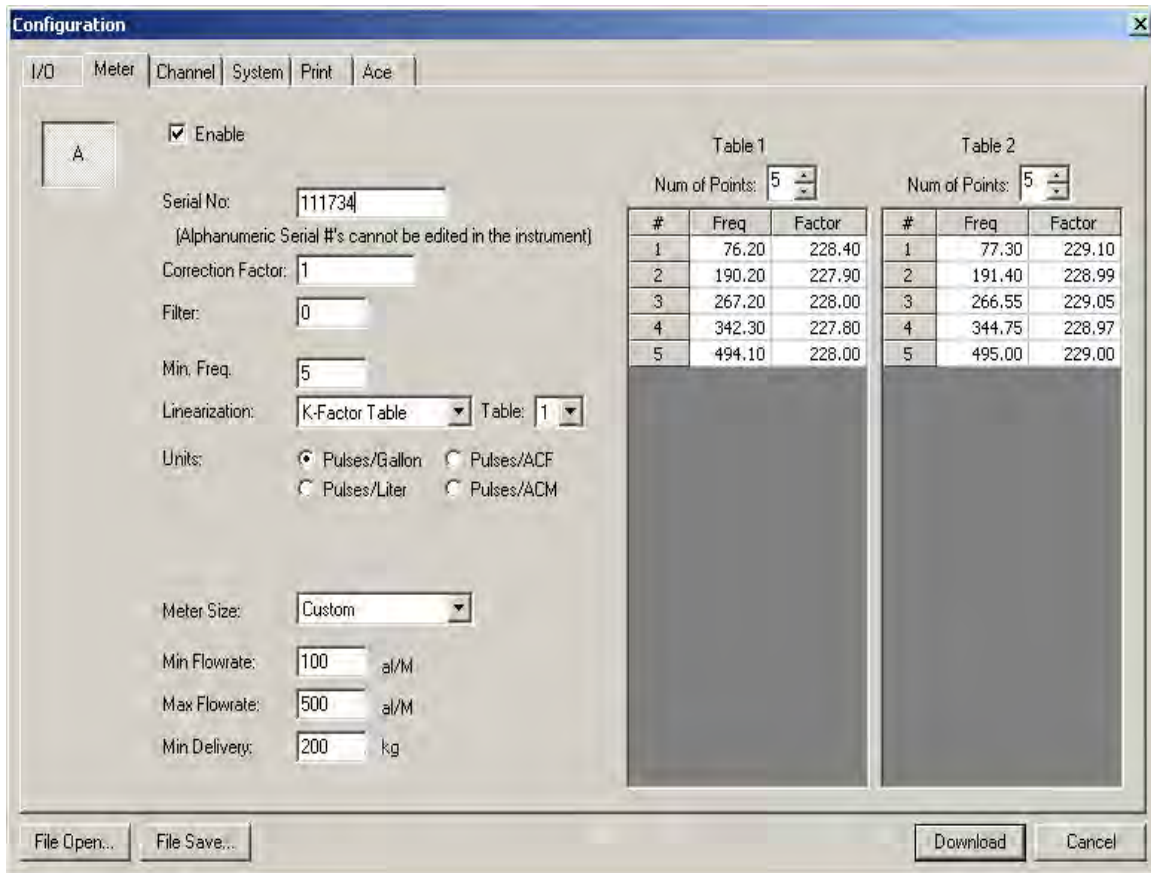 Configuration
I/O Meter Channel System Print Ace
A
Enable
Serial No: 111734
(Alphanumeric Serial #'s cannot be edited in the instrument)
Correction Factor: 1
Filter: 0
Min. Freq. 5
Linearization: K-Factor Table Table: 1
Units: Pulses/Gallon Pulses/ACF
Pulses/Liter Pulses/ACM
Meter Size: Custom
Min Flowrate: 100 al/M
Max Flowrate: 500 al/M
Min Delivery: 200 kg
Table 1
Num of Points: 5
# Freq Factor
1 76.20 228.40
2 190.20 227.90
3 267.20 228.00
4 342.30 227.80
5 494.10 228.00
Table 2
Num of Points: 5
# Freq Factor
1 77.30 229.10
2 191.40 228.99
3 266.55 229.05
4 344.75 228.97
5 495.00 229.00
File Open... File Save... Download Cancel